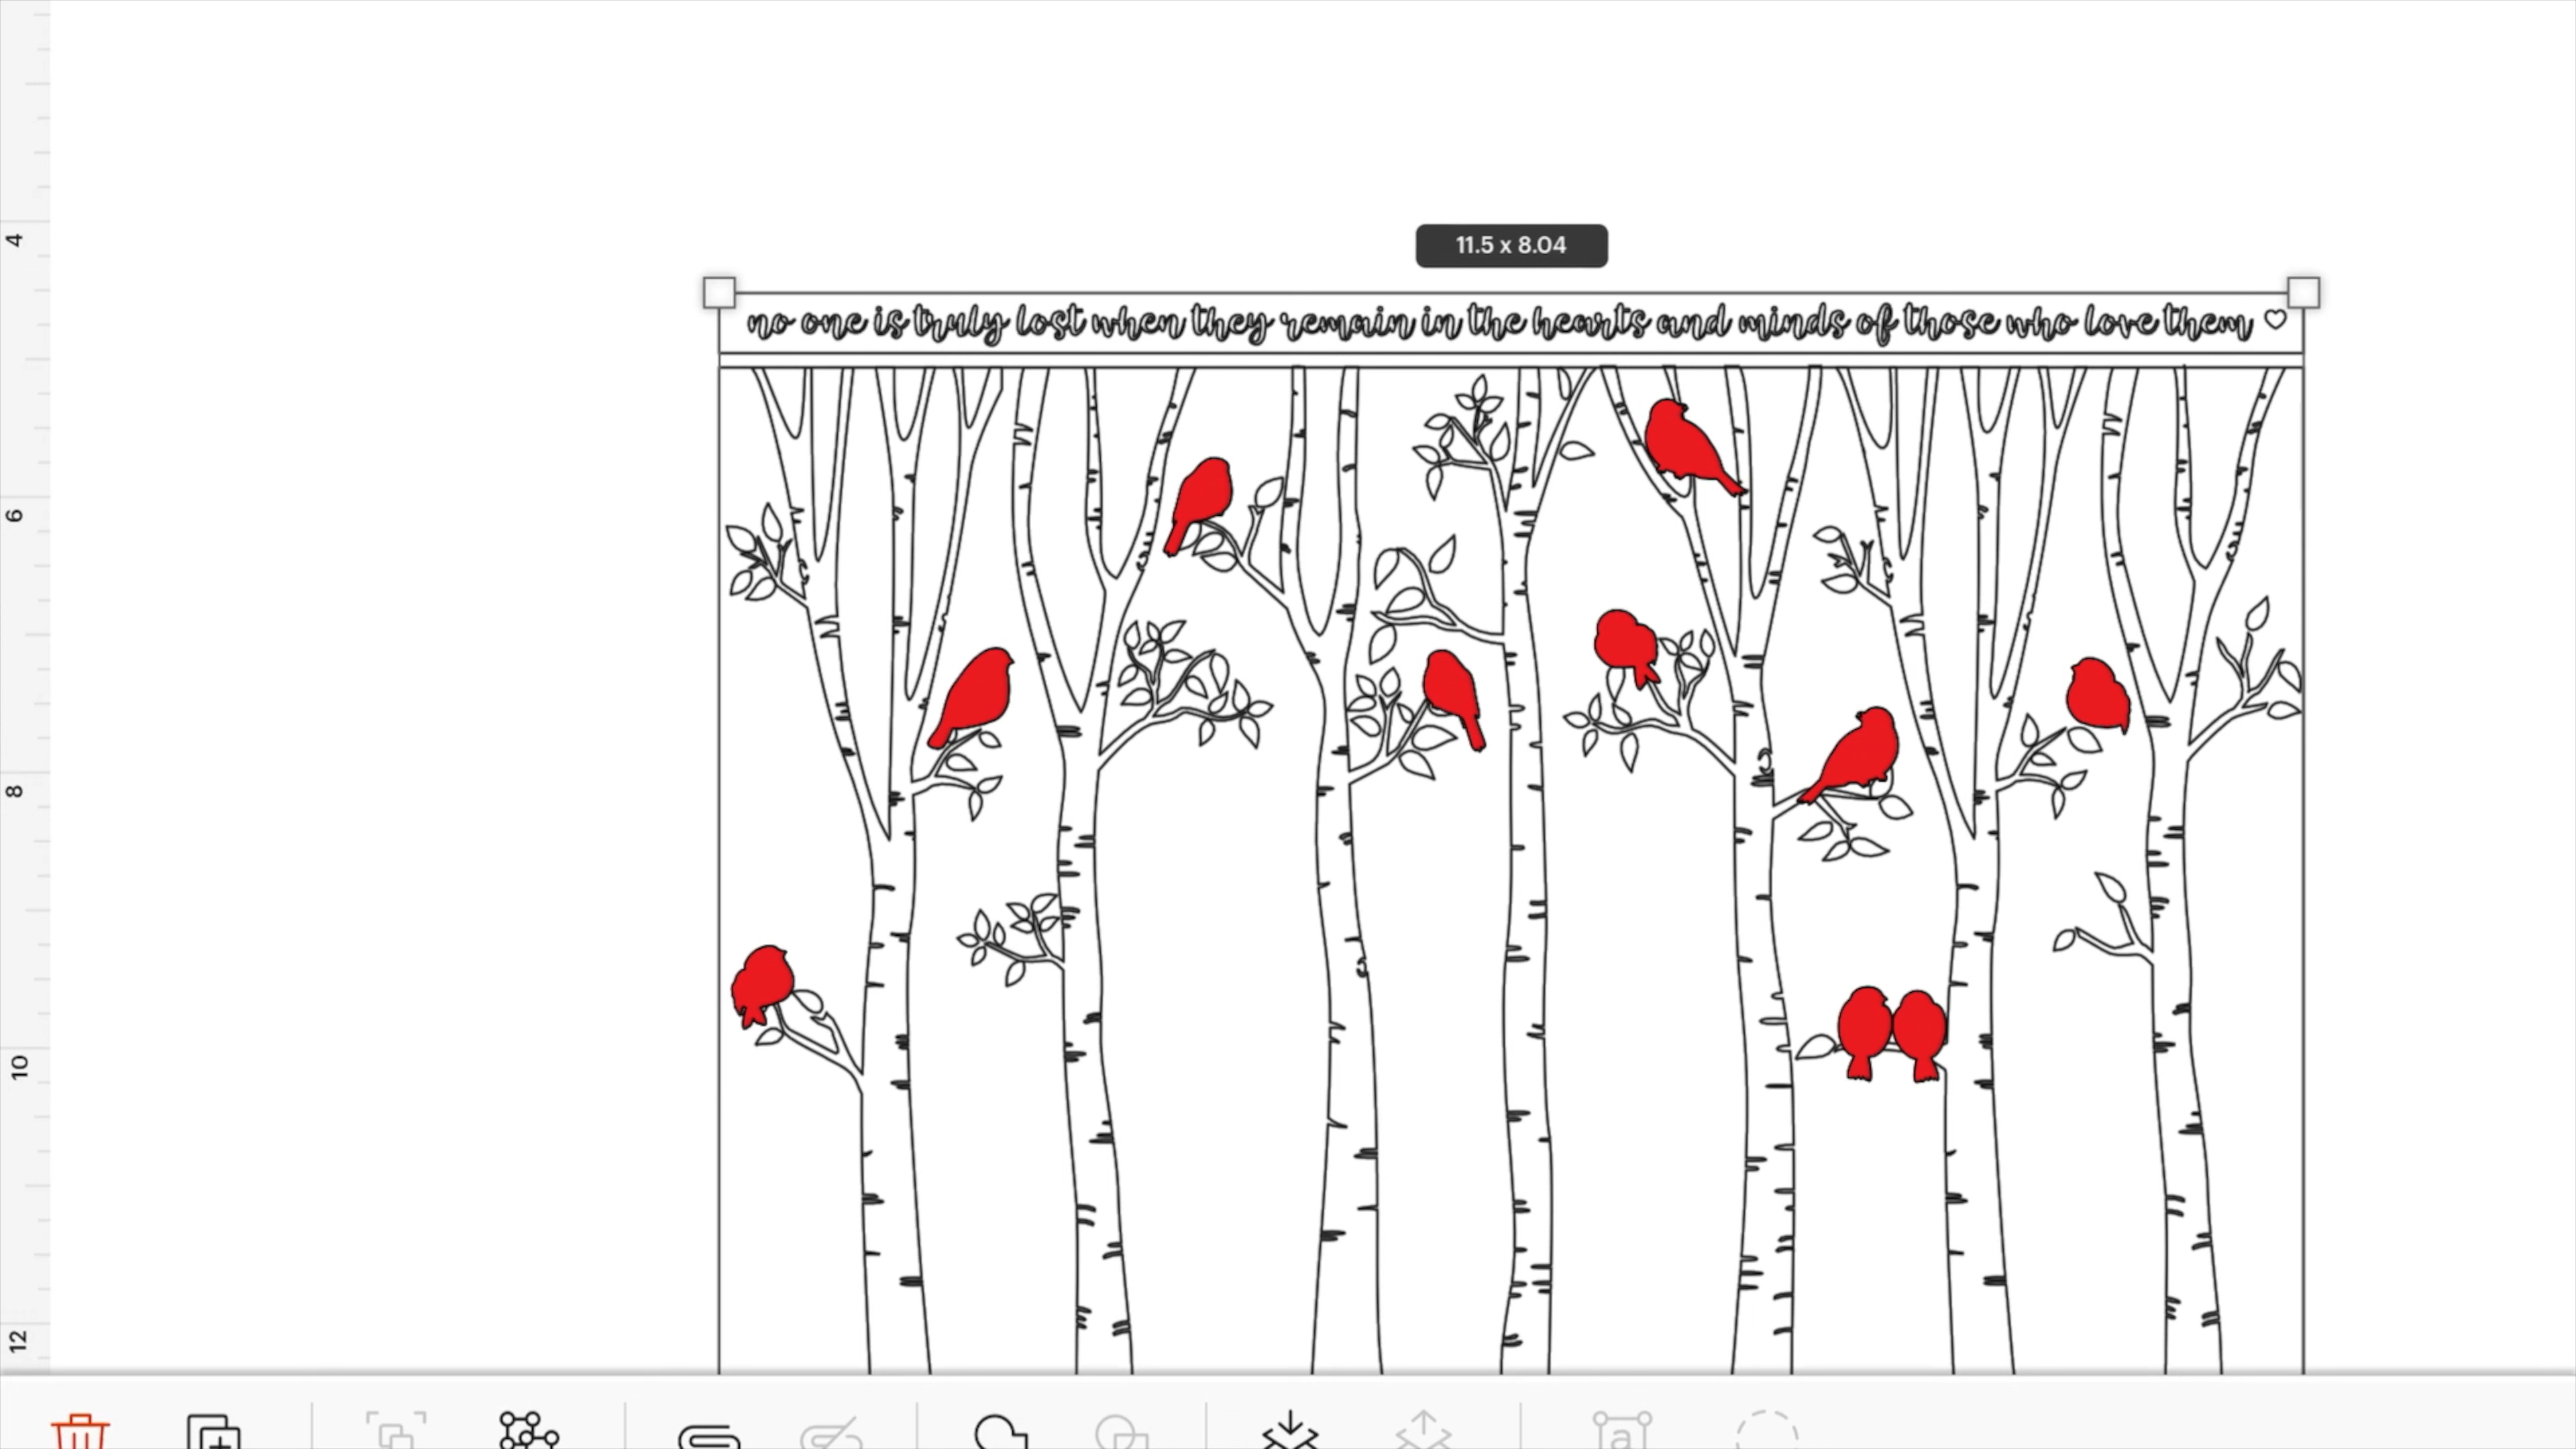 11.5 x 8.04
no one is truly lost when they remain in the hearts and minds of those who love them ♡
4
6
8
10
12
a